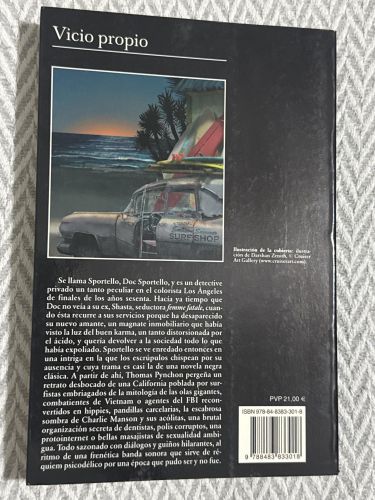 Vicio propio
SURF SHOP
Ilustración de la cubierta: ilustra-
ción de Darshan Zenith, © Cruiser
Art Gallery (www.cruiserart.com).
Se llama Sportello, Doc Sportello, y es un detective
privado un tanto peculiar en el colorista Los Ángeles
de finales de los años sesenta. Hacía ya tiempo que
Doc no veía a su ex, Shasta, seductora femme fatale, cuan-
do ésta recurre a sus servicios porque ha desaparecido
su nuevo amante, un magnate inmobiliario que había
visto la luz del buen karma, un tanto distorsionada por
el ácido, y quería devolver a la sociedad todo lo que
había expoliado. Sportello se ve enredado entonces en
una intriga en la que los escrúpulos chispean por su
ausencia y cuya trama es casi la de una novela negra
clásica. A partir de ahí, Thomas Pynchon pergeña un
retrato desbocado de una California poblada por sur-
fistas embriagados de la mitología de las olas gigantes,
combatientes de Vietnam o agentes del FBI recon-
vertidos en hippies, pandillas carcelarias, la escabrosa
sombra de Charlie Manson y sus acólitas, una brutal
organización secreta de dentistas, polis corruptos, una
protointernet o bellas masajistas de sexualidad ambi-
gua. Todo sazonado con diálogos y guiños hilarantes, al
ritmo de una frenética banda sonora que sirve de ré-
quiem psicodélico por una época que pudo ser y no fue.
PVP 21,00 €
ISBN 978-84-8383-301-8
9 788483 833018